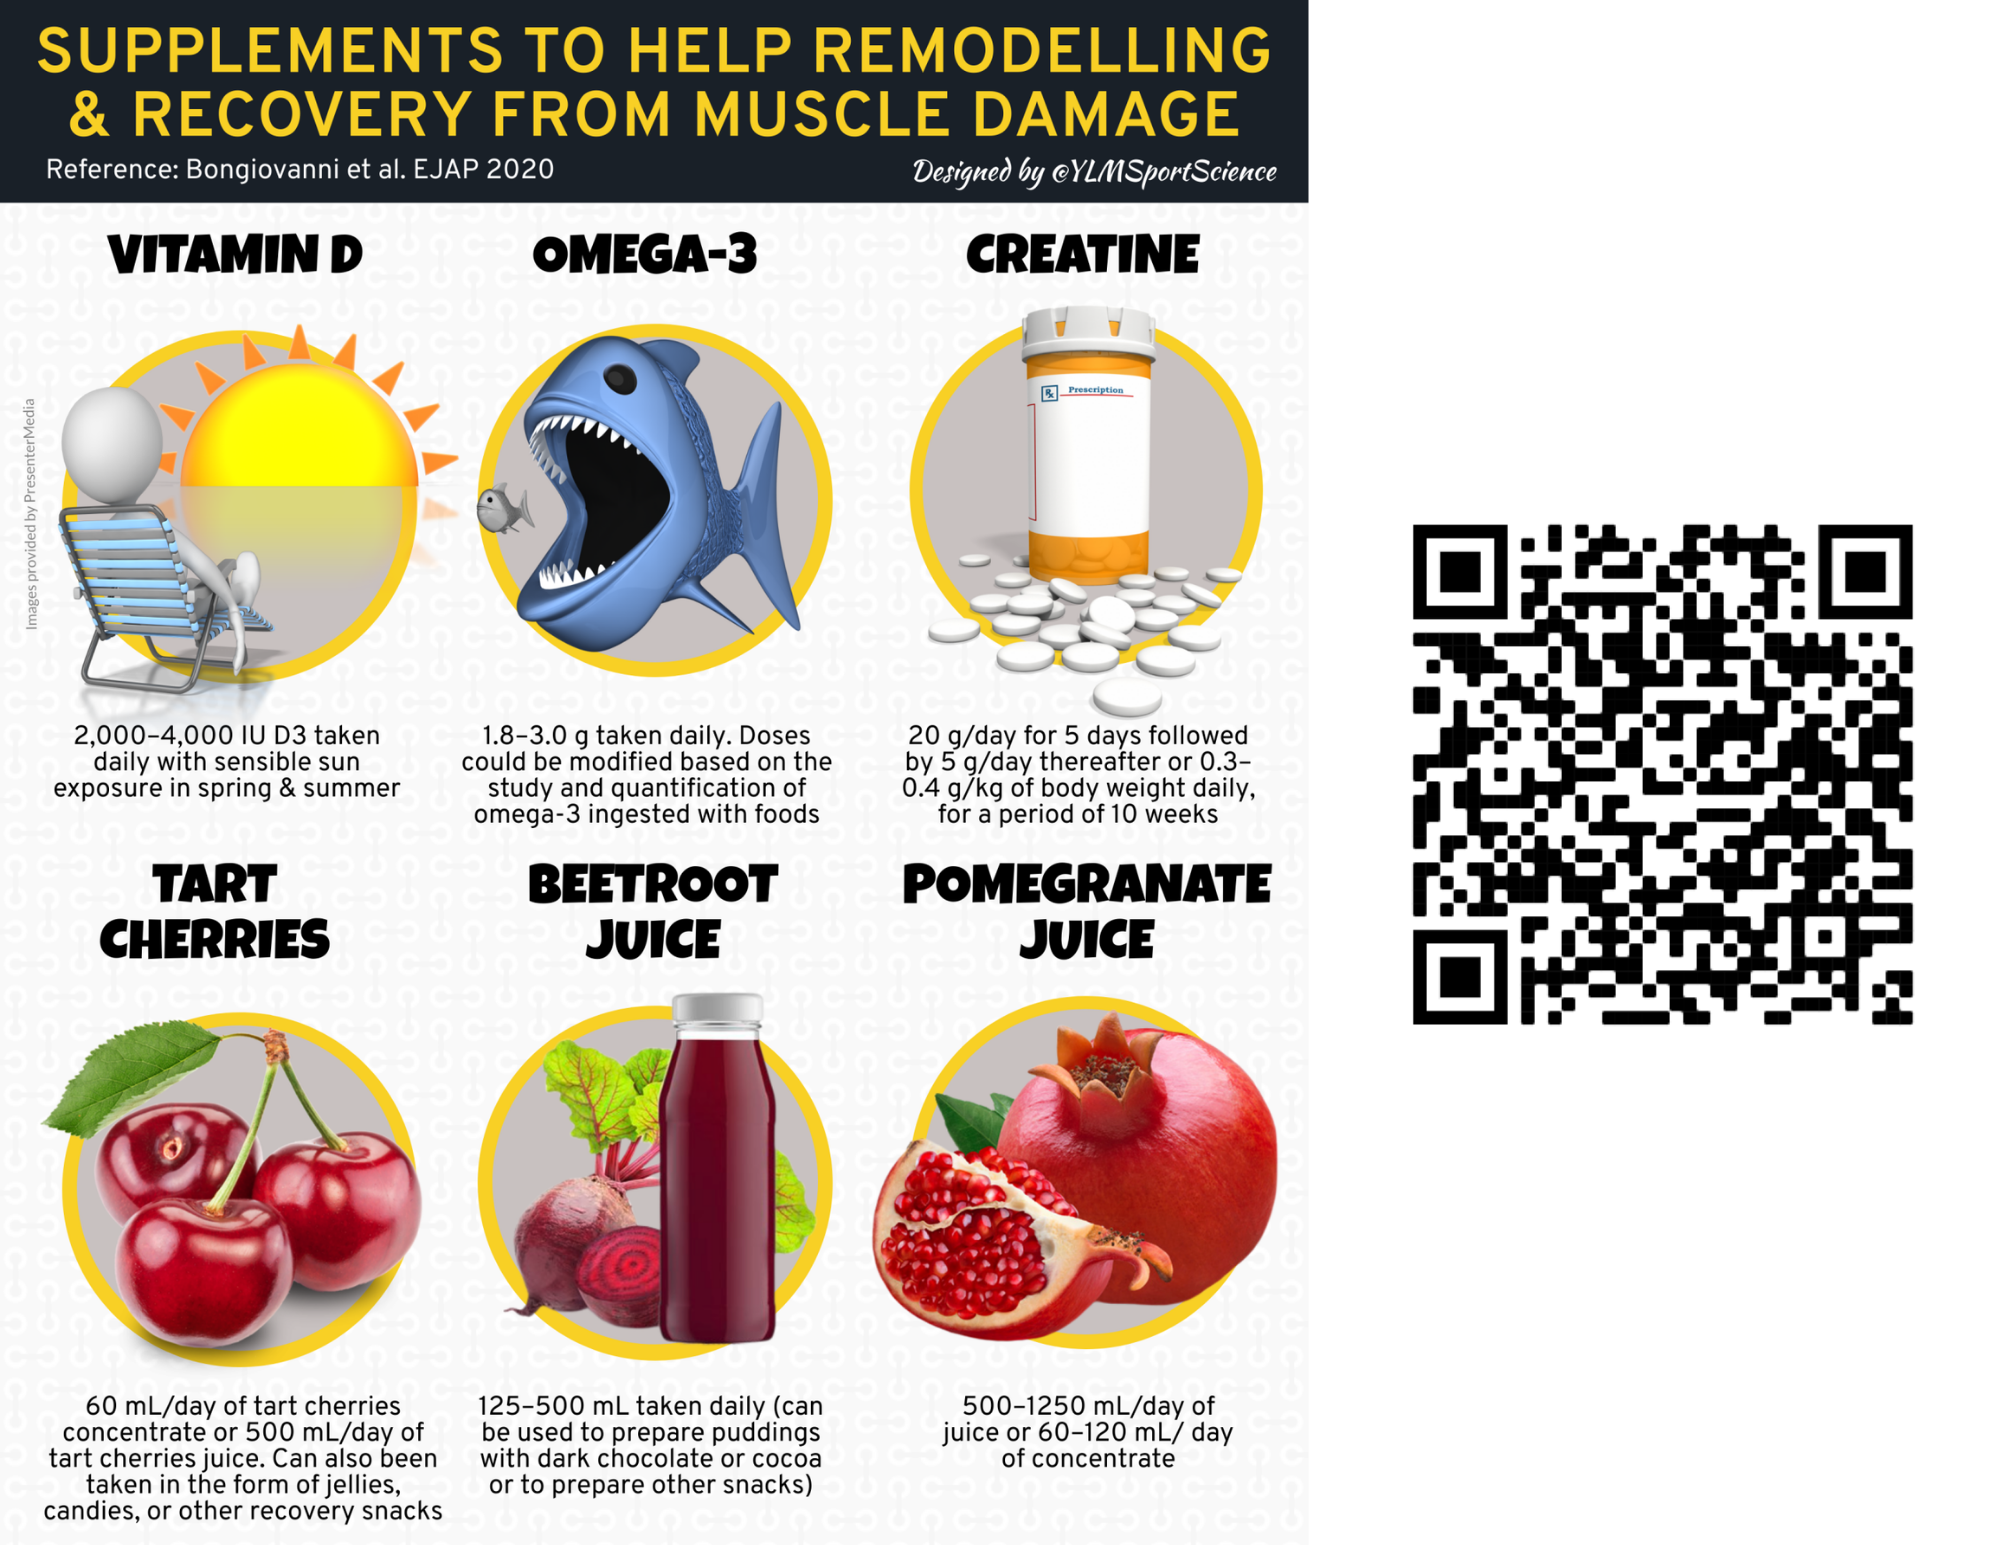 SUPPLEMENTS TO HELP REMODELLING
& RECOVERY FROM MUSCLE DAMAGE
Reference: Bongiovanni et al. EJAP 2020
Designed by @YLMSportScience
VITAMIN D
Images provided by PresenterMedia
2,000–4,000 IU D3 taken
daily with sensible sun
exposure in spring & summer
OMEGA-3
1.8–3.0 g taken daily. Doses
could be modified based on the
study and quantification of
omega-3 ingested with foods
CREATINE
Rx Prescription
20 g/day for 5 days followed
by 5 g/day thereafter or 0.3–
0.4 g/kg of body weight daily,
for a period of 10 weeks
TART
CHERRIES
60 mL/day of tart cherries
concentrate or 500 mL/day of
tart cherries juice. Can also been
taken in the form of jellies,
candies, or other recovery snacks
BEETROOT
JUICE
125–500 mL taken daily (can
be used to prepare puddings
with dark chocolate or cocoa
or to prepare other snacks)
POMEGRANATE
JUICE
500–1250 mL/day of
juice or 60–120 mL/ day
of concentrate